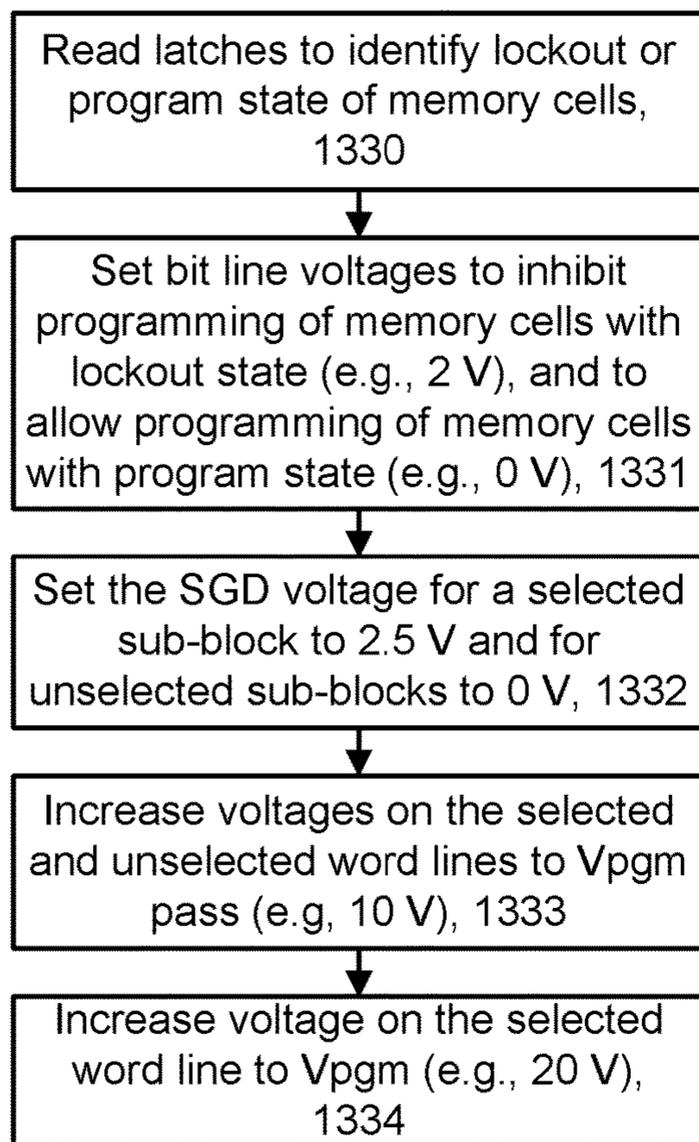 Read latches to identify lockout or
program state of memory cells,
1330
Set bit line voltages to inhibit
programming of memory cells with
lockout state (e.g., 2 V), and to
allow programming of memory cells
with program state (e.g., 0 V), 1331
Set the SGD voltage for a selected
sub-block to 2.5 V and for
unselected sub-blocks to 0 V, 1332
Increase voltages on the selected
and unselected word lines to Vpgm
pass (e.g, 10 V), 1333
Increase voltage on the selected
word line to Vpgm (e.g., 20 V),
1334